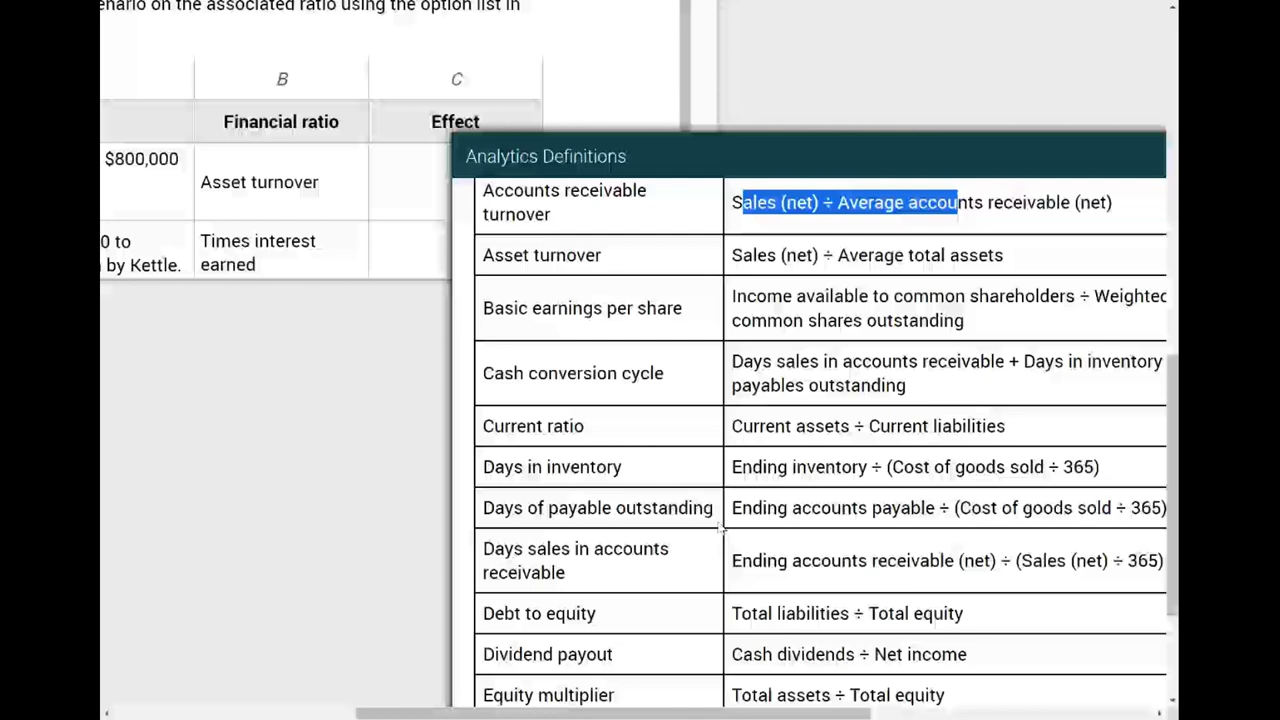 enario on the associated ratio using the option list in
B
C
Financial ratio
Effect
$800,000
Asset turnover
0 to
by Kettle.
Times interest
earned
Analytics Definitions
Accounts receivable
turnover
Sales (net) ÷ Average accounts receivable (net)
Asset turnover
Sales (net) ÷ Average total assets
Basic earnings per share
Income available to common shareholders ÷ Weighted
common shares outstanding
Cash conversion cycle
Days sales in accounts receivable + Days in inventory
payables outstanding
Current ratio
Current assets ÷ Current liabilities
Days in inventory
Ending inventory ÷ (Cost of goods sold ÷ 365)
Days of payable outstanding
Ending accounts payable ÷ (Cost of goods sold ÷ 365)
Days sales in accounts
receivable
Ending accounts receivable (net) ÷ (Sales (net) ÷ 365)
Debt to equity
Total liabilities ÷ Total equity
Dividend payout
Cash dividends ÷ Net income
Equity multiplier
Total assets ÷ Total equity